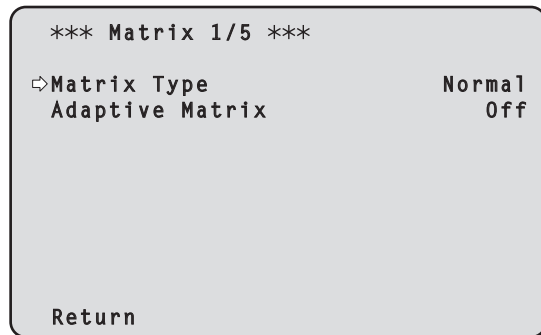 *** Matrix 1/5 ***
⇨Matrix Type Normal
Adaptive Matrix Off
Return